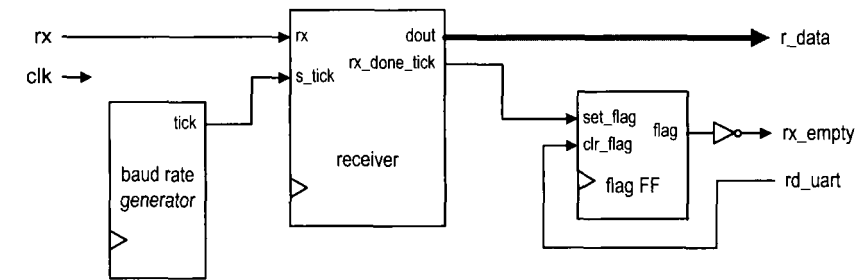 rx
rx
dout
r_data
clk
s_tick
rx_done_tick
tick
set_flag
flag
rx_empty
clr_flag
baud rate
generator
receiver
flag FF
rd_uart